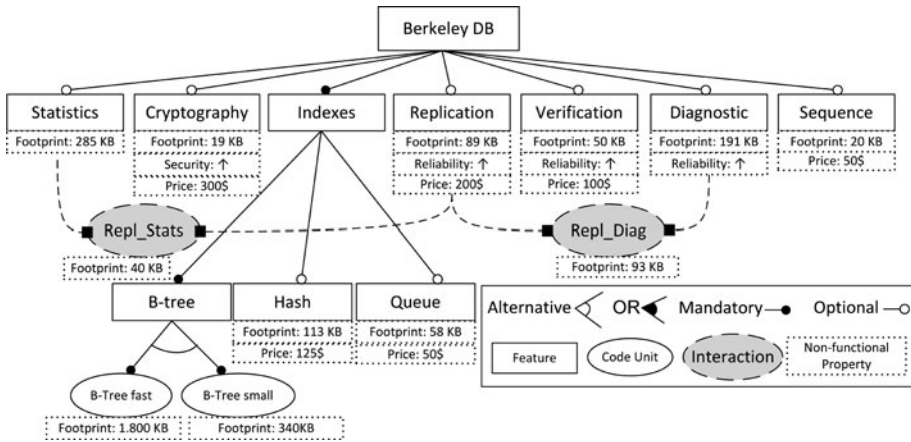 Berkeley DB
Statistics Cryptography Indexes Replication Verification Diagnostic Sequence
Footprint: 285 KB Footprint: 19 KB Footprint: 89 KB Footprint: 50 KB Footprint: 191 KB Footprint: 20 KB
Security: ↑ Reliability: ↑ Reliability: ↑ Reliability: ↑ Price: 50$
Price: 300$ Price: 200$ Price: 100$
Repl_Stats Repl_Diag
Footprint: 40 KB Footprint: 93 KB
B-tree Hash Queue
Footprint: 113 KB Footprint: 58 KB
Price: 125$ Price: 50$
Alternative OR Mandatory Optional
Feature Code Unit Interaction Non-functional
Property
B-Tree fast B-Tree small
Footprint: 1.800 KB Footprint: 340KB